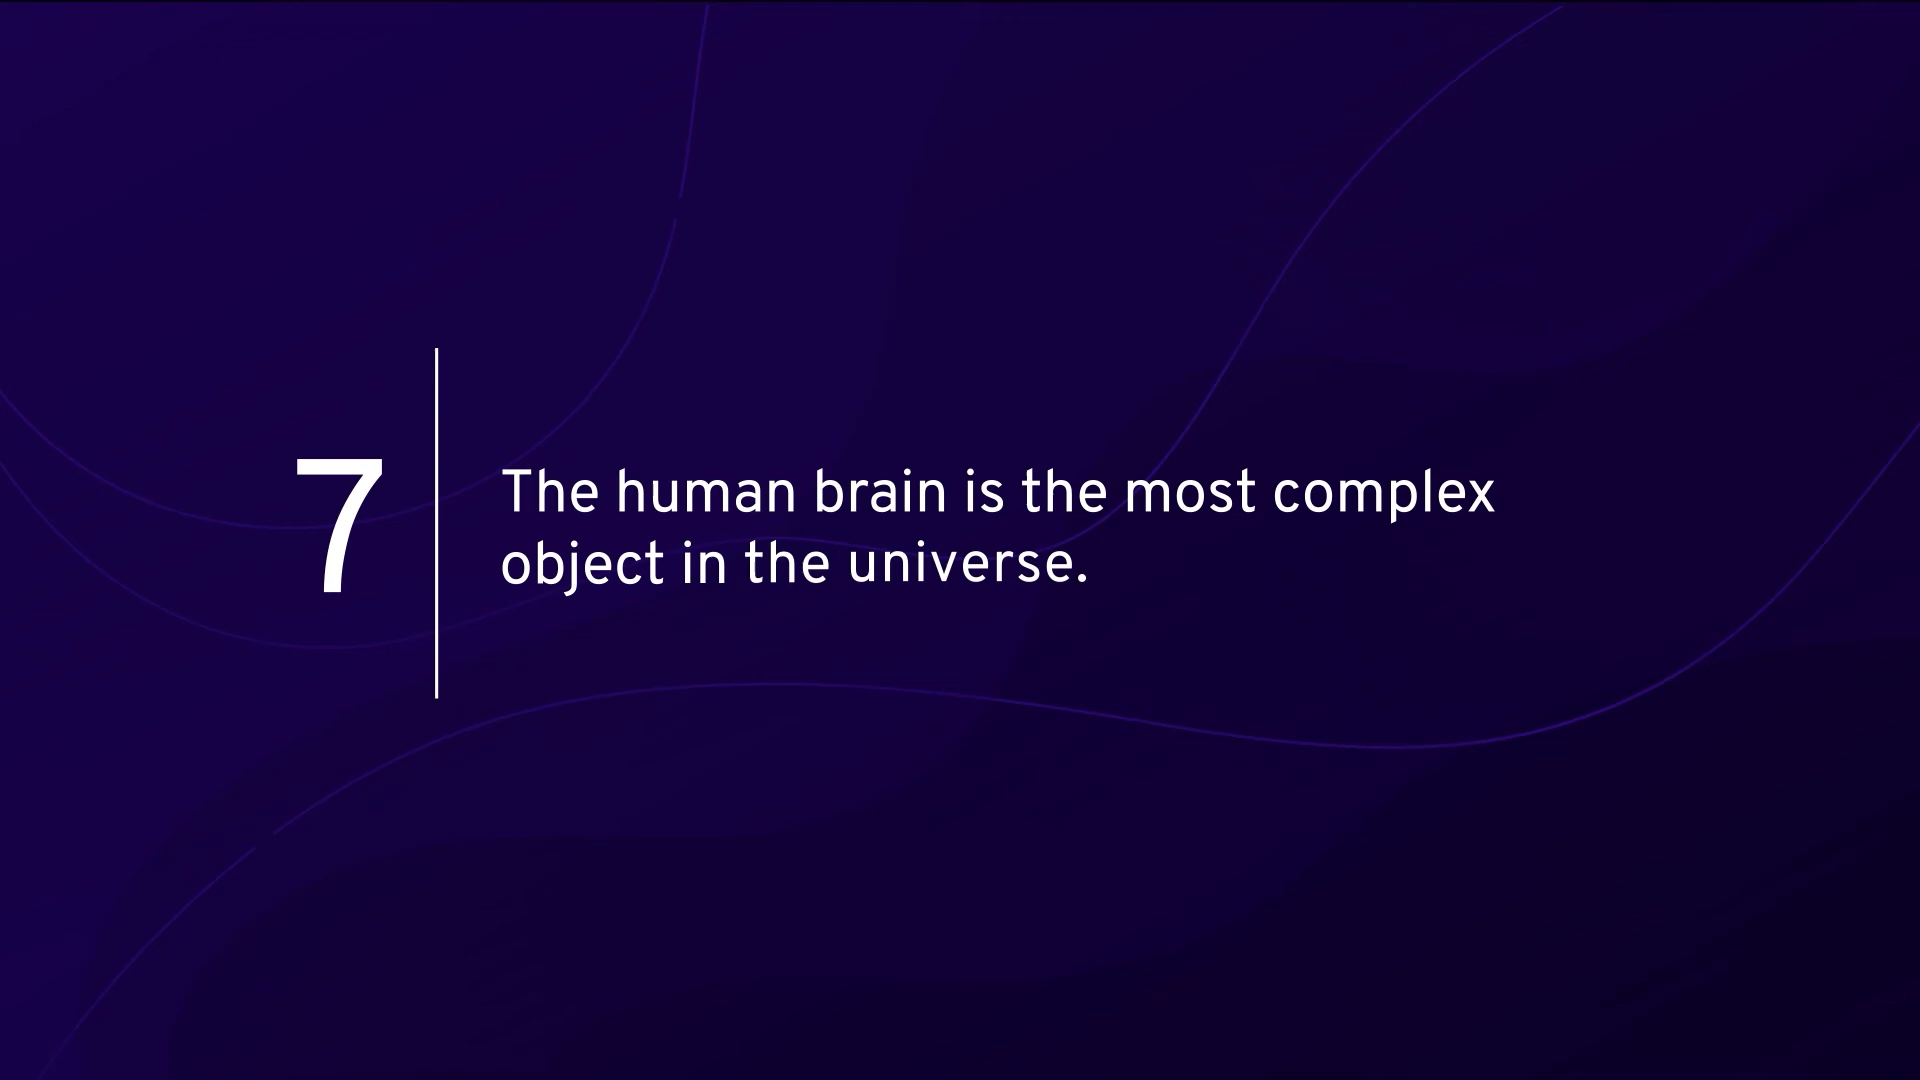 7
The human brain is the most complex
object in the universe.